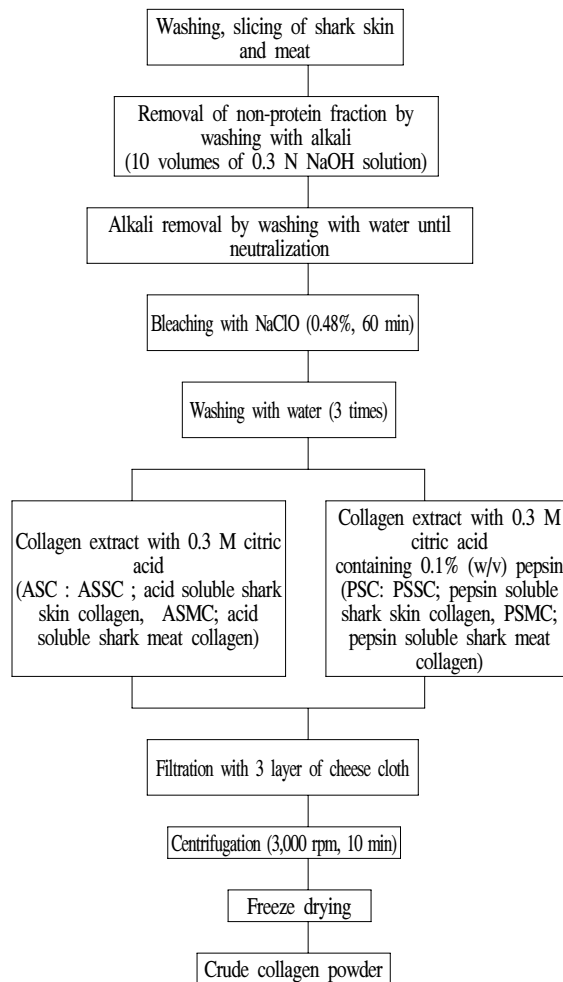 Washing, slicing of shark skin
and meat
Removal of non-protein fraction by
washing with alkali
(10 volumes of 0.3 N NaOH solution)
Alkali removal by washing with water until
neutralization
Bleaching with NaClO (0.48%, 60 min)
Washing with water (3 times)
Collagen extract with 0.3 M citric
acid
(ASC : ASSC ; acid soluble shark
skin collagen, ASMC; acid
soluble shark meat collagen)
Collagen extract with 0.3 M
citric acid
containing 0.1% (w/v) pepsin
(PSC: PSSC; pepsin soluble
shark skin collagen, PSMC;
pepsin soluble shark meat
collagen)
Filtration with 3 layer of cheese cloth
Centrifugation (3,000 rpm, 10 min)
Freeze drying
Crude collagen powder